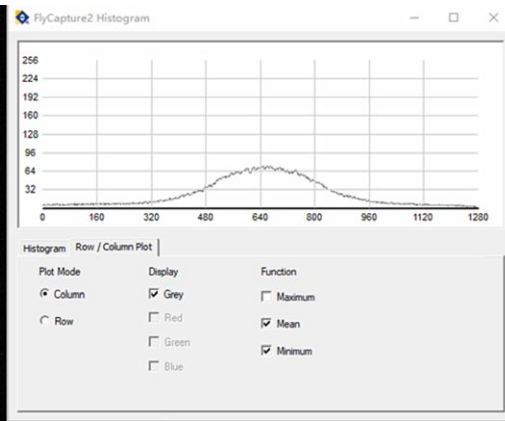 FlyCapture2 Histogram
256
224
192
160
128
96
64
32
0 160 320 480 640 800 960 1120 1280
Histogram Row / Column Plot
Plot Mode Display Function
Column Grey Maximum
Row Red Mean
Green Minimum
Blue